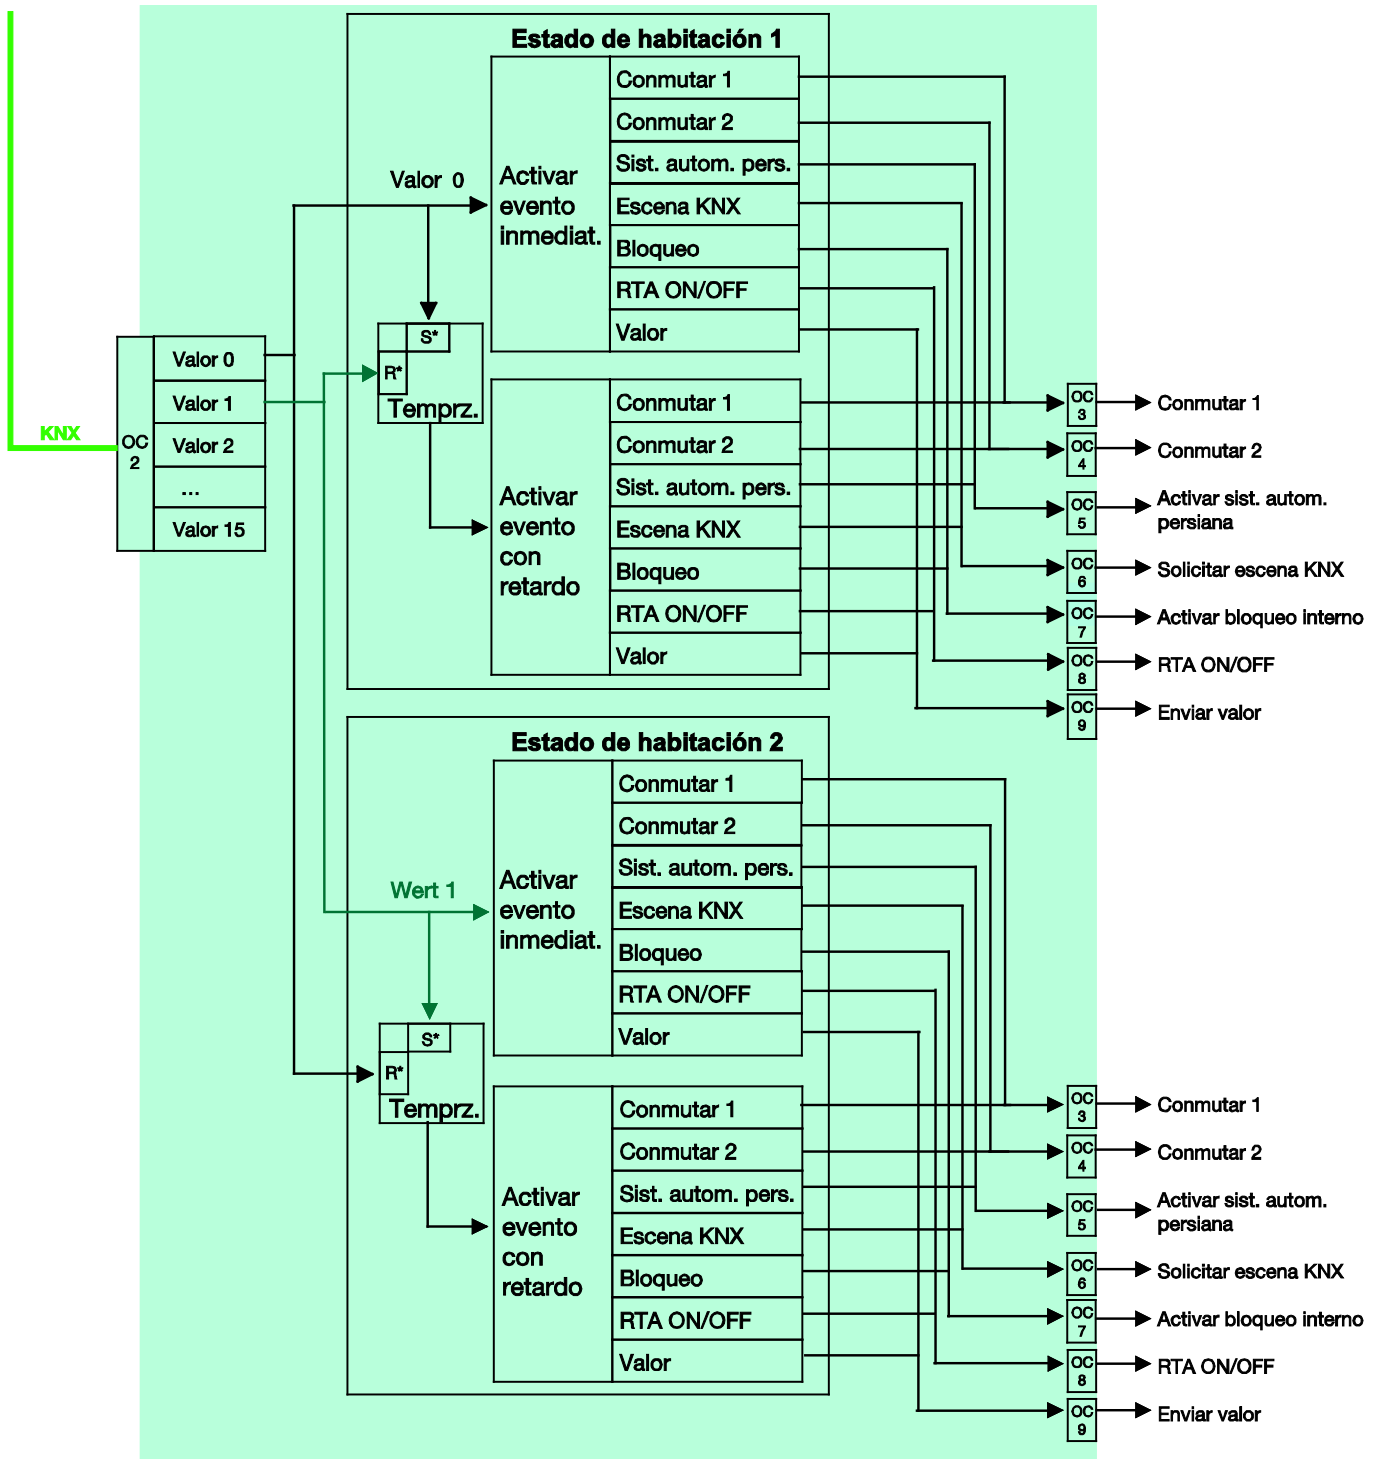 KNX
OC
2
Valor 0
Valor 1
Valor 2
...
Valor 15
Estado de habitación 1
Valor 0
S*
R*
Temprz.
Activar
evento
inmediat.
Conmutar 1
Conmutar 2
Sist. autom. pers.
Escena KNX
Bloqueo
RTA ON/OFF
Valor
Activar
evento
con
retardo
Conmutar 1
Conmutar 2
Sist. autom. pers.
Escena KNX
Bloqueo
RTA ON/OFF
Valor
OC
3
Conmutar 1
OC
4
Conmutar 2
OC
5
Activar sist. autom.
persiana
OC
6
Solicitar escena KNX
OC
7
Activar bloqueo interno
OC
8
RTA ON/OFF
OC
9
Enviar valor
Estado de habitación 2
Wert 1
S*
R*
Temprz.
Activar
evento
inmediat.
Conmutar 1
Conmutar 2
Sist. autom. pers.
Escena KNX
Bloqueo
RTA ON/OFF
Valor
Activar
evento
con
retardo
Conmutar 1
Conmutar 2
Sist. autom. pers.
Escena KNX
Bloqueo
RTA ON/OFF
Valor
OC
3
Conmutar 1
OC
4
Conmutar 2
OC
5
Activar sist. autom.
persiana
OC
6
Solicitar escena KNX
OC
7
Activar bloqueo interno
OC
8
RTA ON/OFF
OC
9
Enviar valor